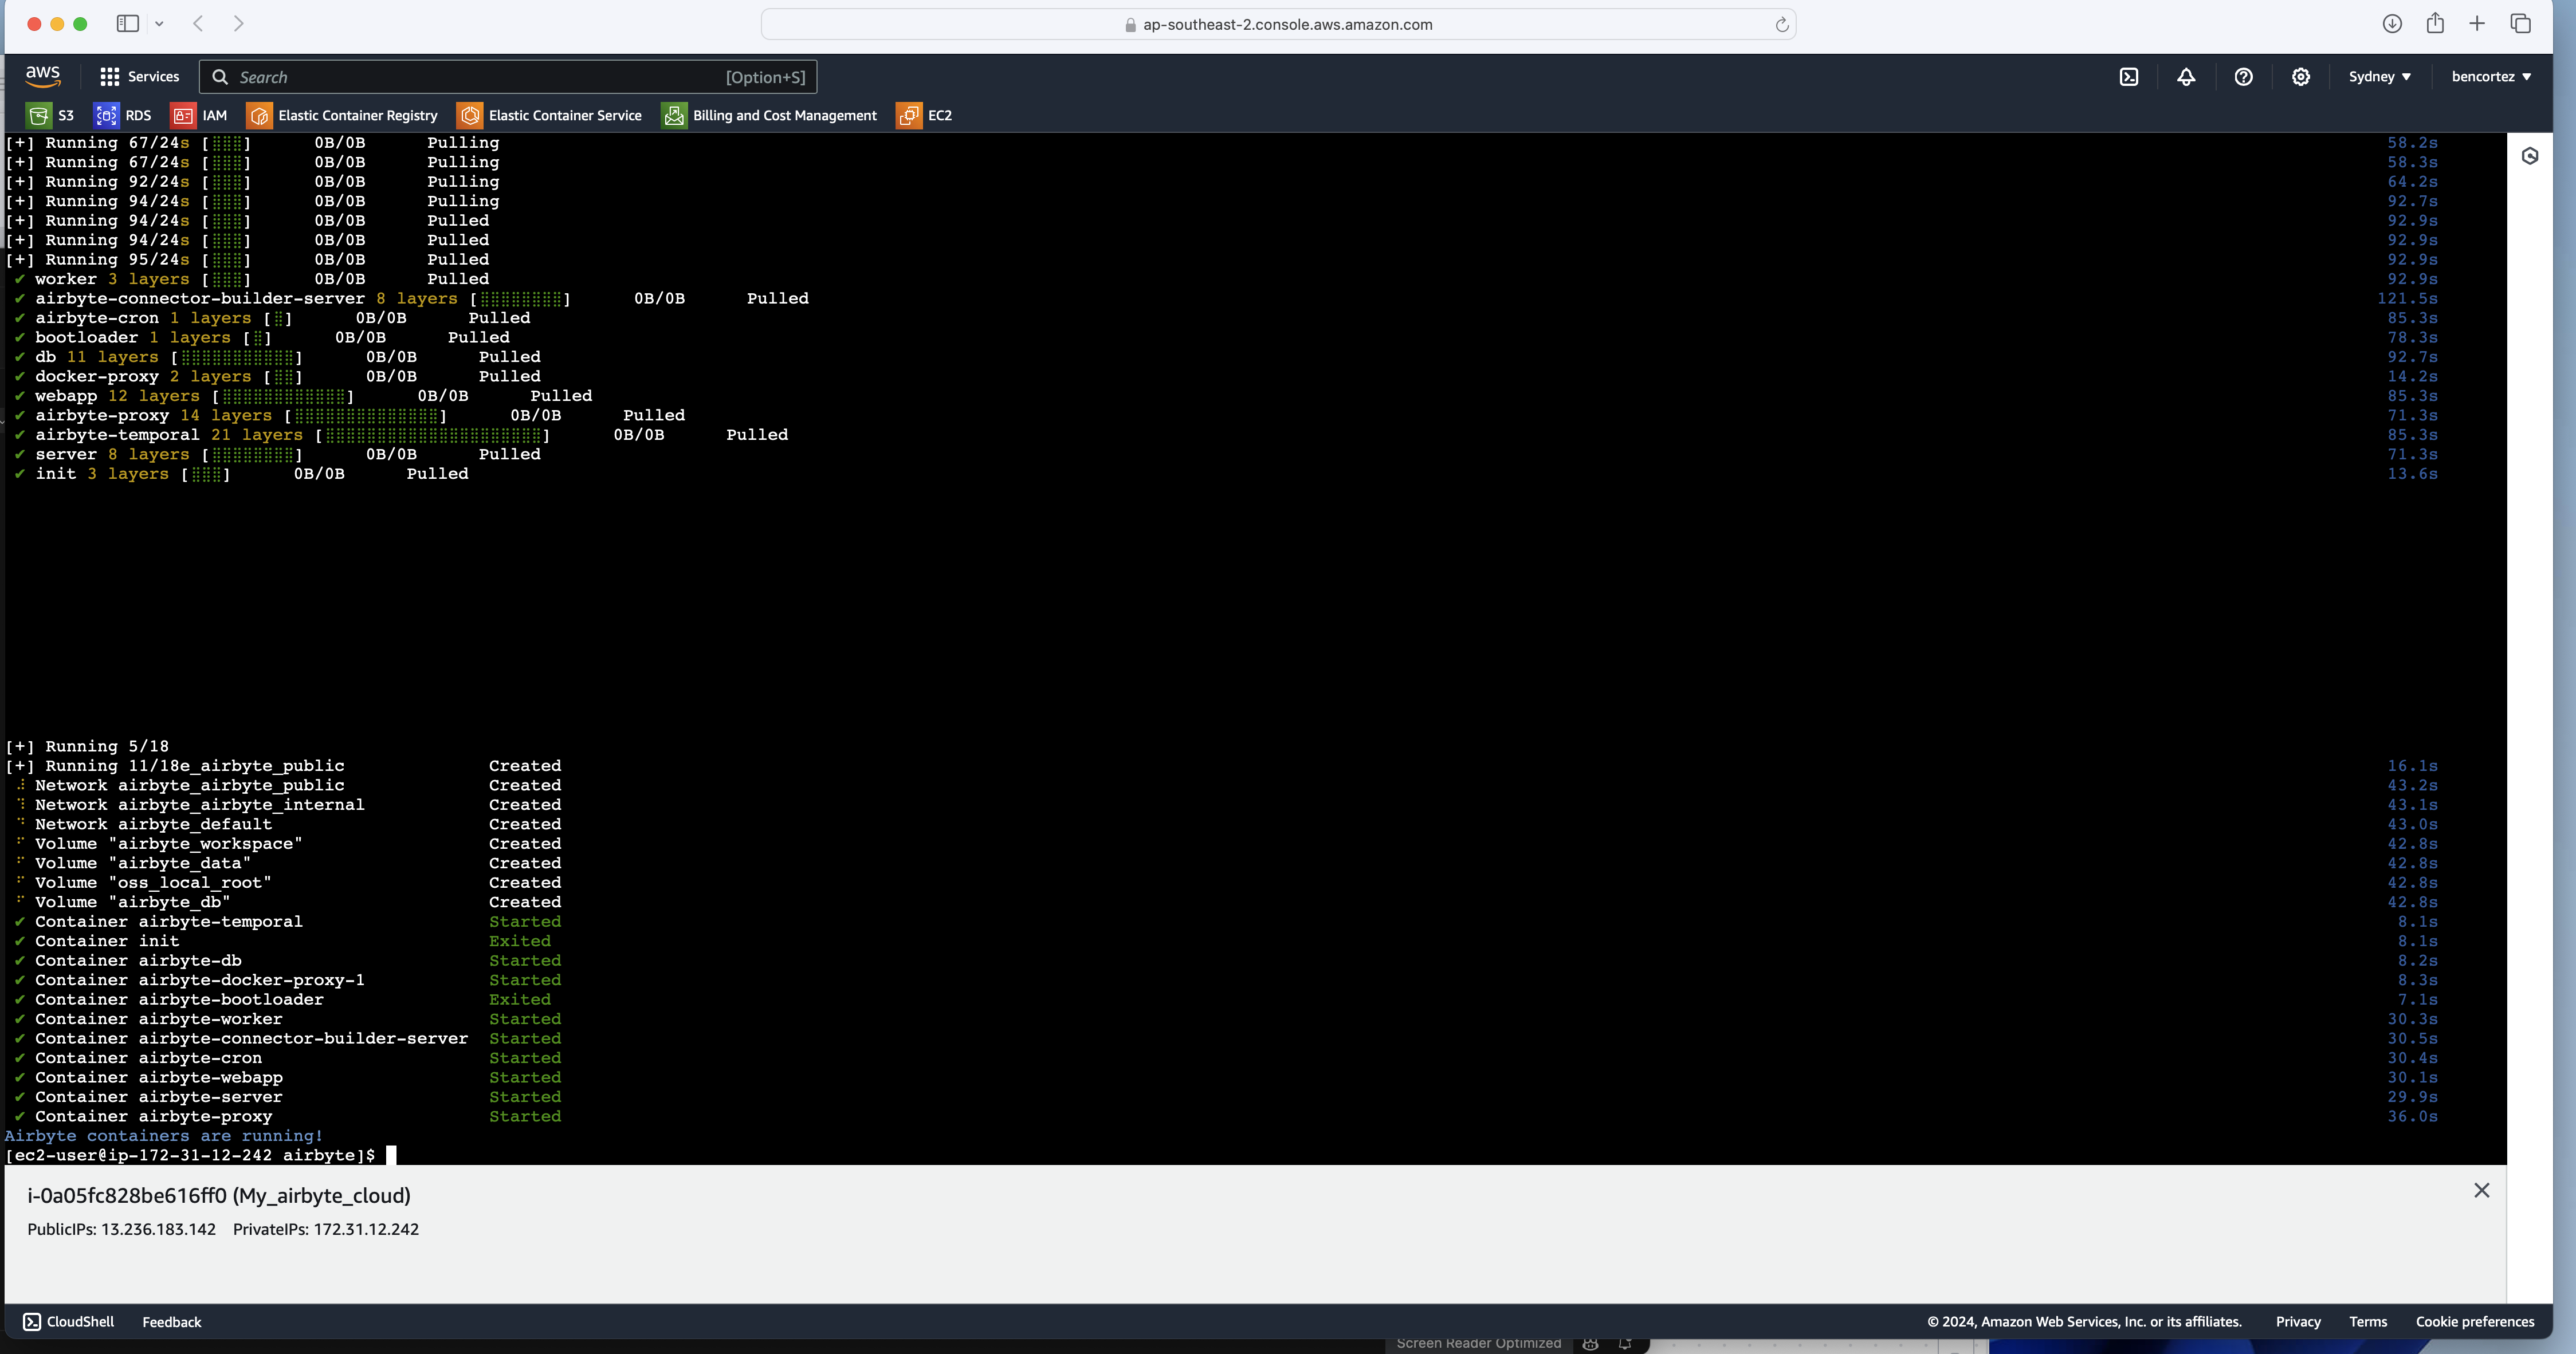 ap-southeast-2.console.aws.amazon.com
aws Services Search [Option+S] Sydney ▼ bencortez ▼
S3 RDS IAM Elastic Container Registry Elastic Container Service Billing and Cost Management EC2
[+] Running 67/24s [⣿⣿⣿] 0B/0B Pulling 58.2s
[+] Running 67/24s [⣿⣿⣿] 0B/0B Pulling 58.3s
[+] Running 92/24s [⣿⣿⣿] 0B/0B Pulling 64.2s
[+] Running 94/24s [⣿⣿⣿] 0B/0B Pulling 92.7s
[+] Running 94/24s [⣿⣿⣿] 0B/0B Pulled 92.9s
[+] Running 94/24s [⣿⣿⣿] 0B/0B Pulled 92.9s
[+] Running 95/24s [⣿⣿⣿] 0B/0B Pulled 92.9s
✔ worker 3 layers [⣿⣿⣿] 0B/0B Pulled 92.9s
✔ airbyte-connector-builder-server 8 layers [⣿⣿⣿⣿⣿⣿⣿⣿] 0B/0B Pulled 121.5s
✔ airbyte-cron 1 layers [⣿] 0B/0B Pulled 85.3s
✔ bootloader 1 layers [⣿] 0B/0B Pulled 78.3s
✔ db 11 layers [⣿⣿⣿⣿⣿⣿⣿⣿⣿⣿⣿] 0B/0B Pulled 92.7s
✔ docker-proxy 2 layers [⣿⣿] 0B/0B Pulled 14.2s
✔ webapp 12 layers [⣿⣿⣿⣿⣿⣿⣿⣿⣿⣿⣿⣿] 0B/0B Pulled 85.3s
✔ airbyte-proxy 14 layers [⣿⣿⣿⣿⣿⣿⣿⣿⣿⣿⣿⣿⣿⣿] 0B/0B Pulled 71.3s
✔ airbyte-temporal 21 layers [⣿⣿⣿⣿⣿⣿⣿⣿⣿⣿⣿⣿⣿⣿⣿⣿⣿⣿⣿⣿⣿] 0B/0B Pulled 85.3s
✔ server 8 layers [⣿⣿⣿⣿⣿⣿⣿⣿] 0B/0B Pulled 71.3s
✔ init 3 layers [⣿⣿⣿] 0B/0B Pulled 13.6s
[+] Running 5/18
[+] Running 11/18e_airbyte_public Created 16.1s
Network airbyte_airbyte_public Created 43.2s
Network airbyte_airbyte_internal Created 43.1s
Network airbyte_default Created 43.0s
Volume "airbyte_workspace" Created 42.8s
Volume "airbyte_data" Created 42.8s
Volume "oss_local_root" Created 42.8s
Volume "airbyte_db" Created 42.8s
✔ Container airbyte-temporal Started 8.1s
✔ Container init Exited 8.1s
✔ Container airbyte-db Started 8.2s
✔ Container airbyte-docker-proxy-1 Started 8.3s
✔ Container airbyte-bootloader Exited 7.1s
✔ Container airbyte-worker Started 30.3s
✔ Container airbyte-connector-builder-server Started 30.5s
✔ Container airbyte-cron Started 30.4s
✔ Container airbyte-webapp Started 30.1s
✔ Container airbyte-server Started 29.9s
✔ Container airbyte-proxy Started 36.0s
Airbyte containers are running!
[ec2-user@ip-172-31-12-242 airbyte]$
i-0a05fc828be616ff0 (My_airbyte_cloud)
PublicIPs: 13.236.183.142 PrivateIPs: 172.31.12.242
CloudShell Feedback © 2024, Amazon Web Services, Inc. or its affiliates. Privacy Terms Cookie preferences
Screen Reader Optimized